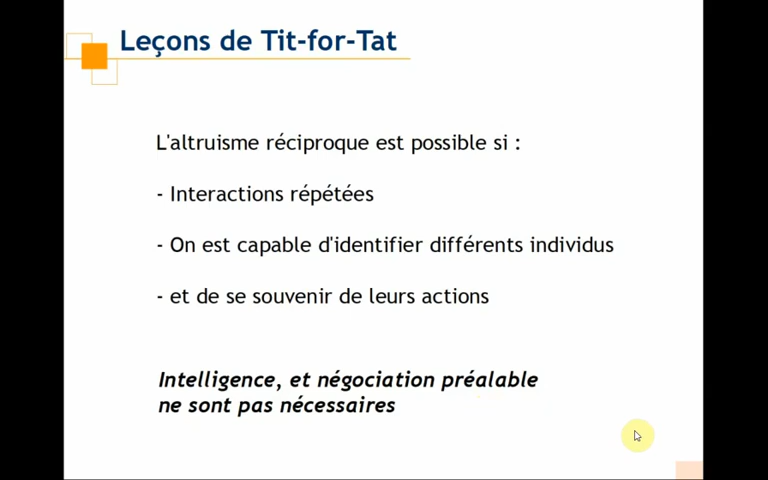 Leçons de Tit-for-Tat
L'altruisme réciproque est possible si :
- Interactions répétées
- On est capable d'identifier différents individus
- et de se souvenir de leurs actions
Intelligence, et négociation préalable
ne sont pas nécessaires